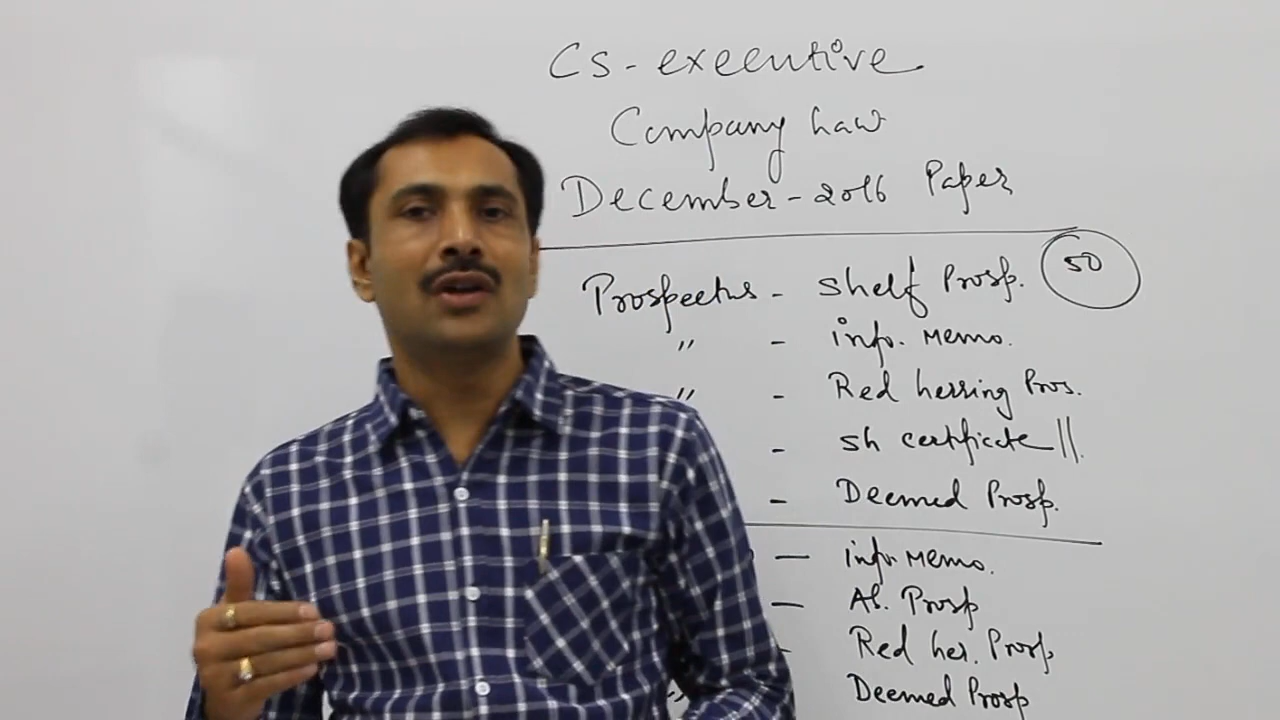 CS - executive
Company Law
December - 2016 Paper
Prospectus - Shelf Prosp. 50
" - info. Memo.
" - Red herring Pros.
- Sh certificate ||.
- Deemed Prosp.
— info Memo.
— Ab. Prosp
- Red her. Prosp
" Deemed Prosp